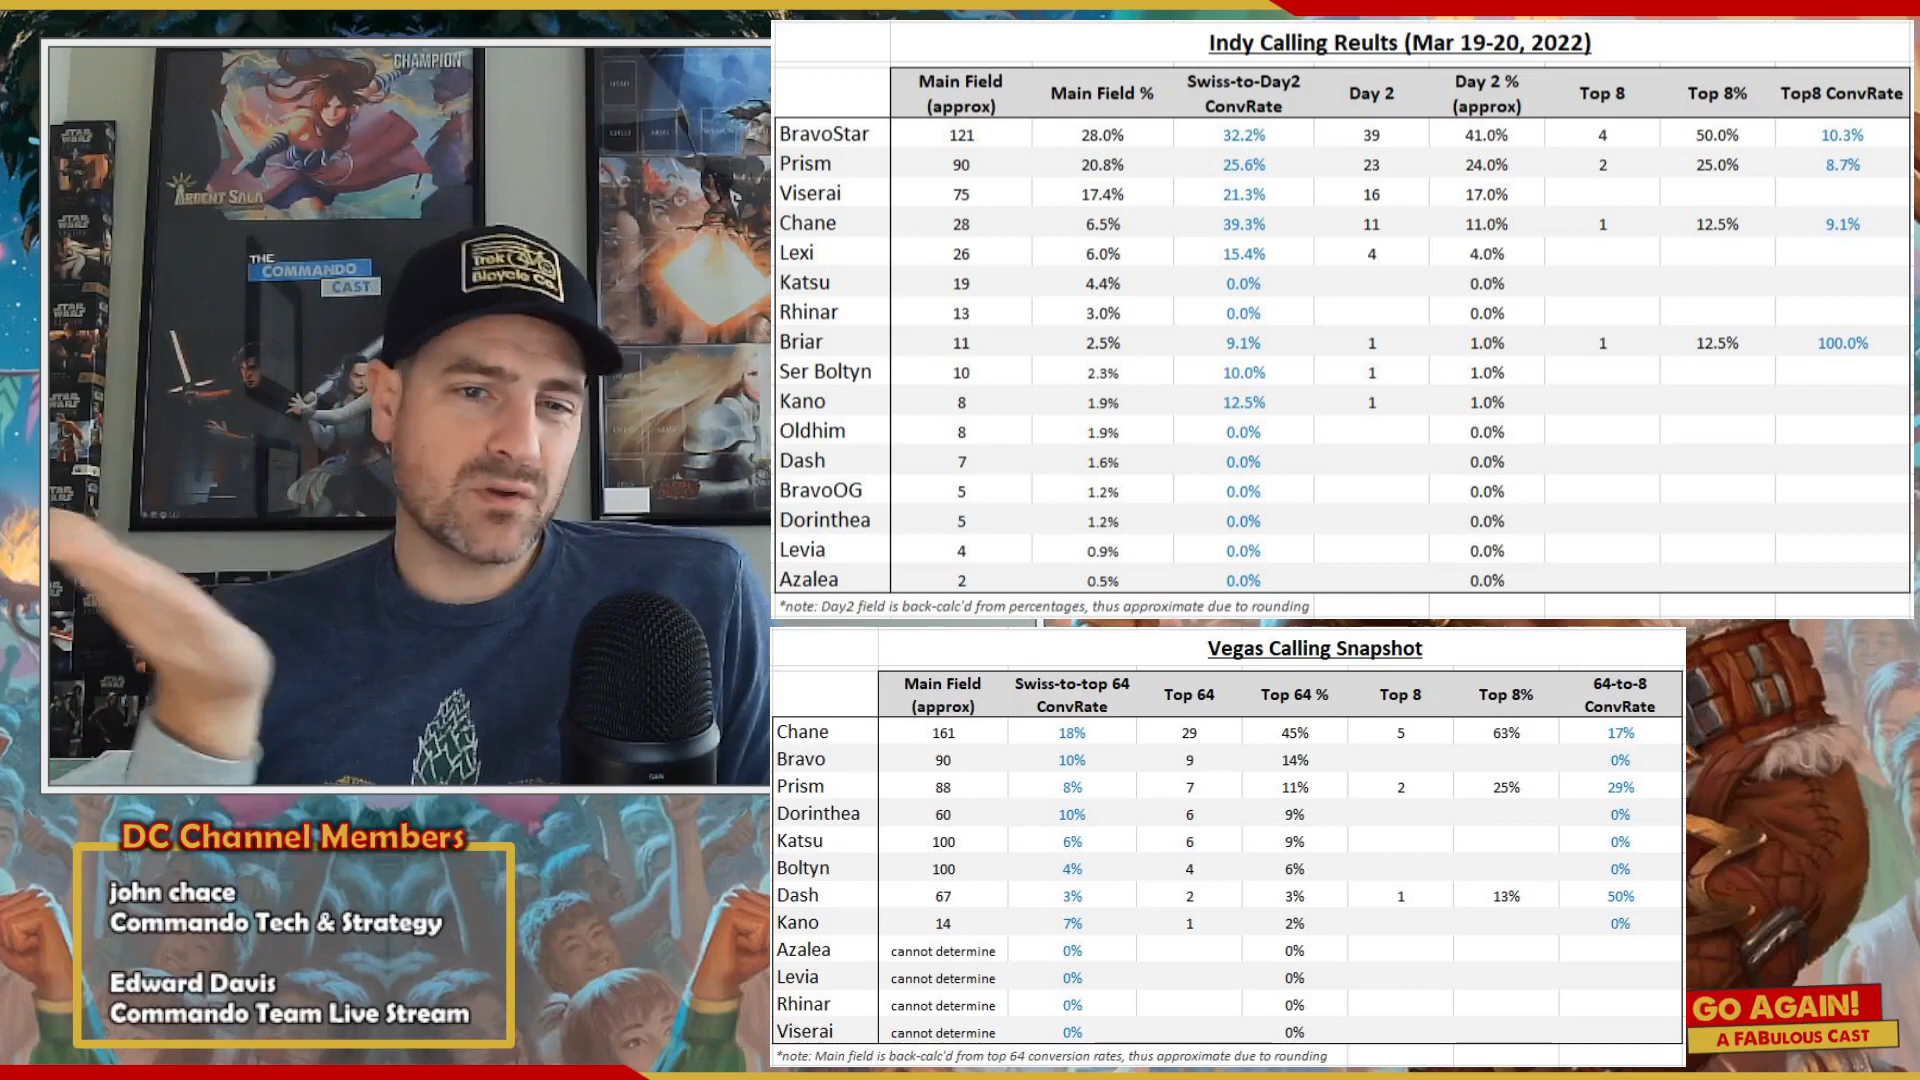 CHAMPION
ARDENT SAGA
THE
COMMANDO
CAST
Trek
Bicycle Co.
STAR
WARS
STAR
WARS
STAR
WARS
GAIN
DC Channel Members
john chace
Commando Tech & Strategy
Edward Davis
Commando Team Live Stream
Indy Calling Reults (Mar 19-20, 2022)
Main Field (approx) Main Field % Swiss-to-Day2 ConvRate Day 2 Day 2 % (approx) Top 8 Top 8% Top8 ConvRate
BravoStar 121 28.0% 32.2% 39 41.0% 4 50.0% 10.3%
Prism 90 20.8% 25.6% 23 24.0% 2 25.0% 8.7%
Viserai 75 17.4% 21.3% 16 17.0%
Chane 28 6.5% 39.3% 11 11.0% 1 12.5% 9.1%
Lexi 26 6.0% 15.4% 4 4.0%
Katsu 19 4.4% 0.0% 0.0%
Rhinar 13 3.0% 0.0% 0.0%
Briar 11 2.5% 9.1% 1 1.0% 1 12.5% 100.0%
Ser Boltyn 10 2.3% 10.0% 1 1.0%
Kano 8 1.9% 12.5% 1 1.0%
Oldhim 8 1.9% 0.0% 0.0%
Dash 7 1.6% 0.0% 0.0%
BravoOG 5 1.2% 0.0% 0.0%
Dorinthea 5 1.2% 0.0% 0.0%
Levia 4 0.9% 0.0% 0.0%
Azalea 2 0.5% 0.0% 0.0%
*note: Day2 field is back-calc'd from percentages, thus approximate due to rounding
Vegas Calling Snapshot
Main Field (approx) Swiss-to-top 64 ConvRate Top 64 Top 64 % Top 8 Top 8% 64-to-8 ConvRate
Chane 161 18% 29 45% 5 63% 17%
Bravo 90 10% 9 14% 0%
Prism 88 8% 7 11% 2 25% 29%
Dorinthea 60 10% 6 9% 0%
Katsu 100 6% 6 9% 0%
Boltyn 100 4% 4 6% 0%
Dash 67 3% 2 3% 1 13% 50%
Kano 14 7% 1 2% 0%
Azalea cannot determine 0% 0%
Levia cannot determine 0% 0%
Rhinar cannot determine 0% 0%
Viserai cannot determine 0% 0%
*note: Main field is back-calc'd from top 64 conversion rates, thus approximate due to rounding
GO AGAIN!
A FABULOUS CAST